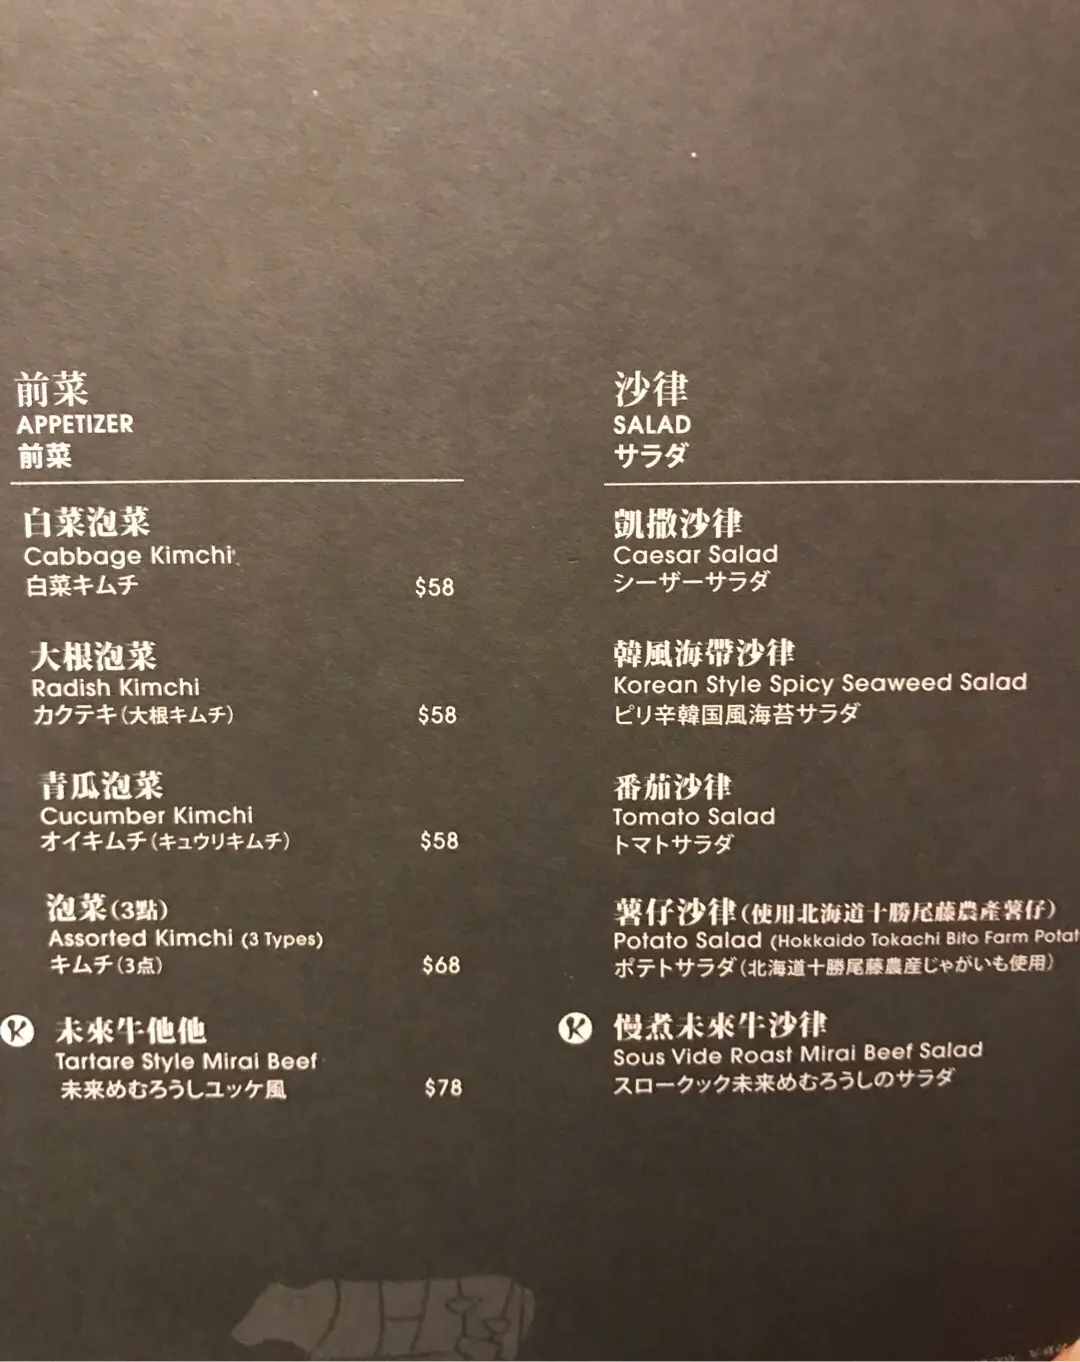 前菜
APPETIZER
前菜
白菜泡菜
Cabbage Kimchi
白菜キムチ $58
大根泡菜
Radish Kimchi
カクテキ(大根キムチ) $58
青瓜泡菜
Cucumber Kimchi
オイキムチ(キュウリキムチ) $58
泡菜(3點)
Assorted Kimchi (3 Types)
キムチ(3点) $68
K 未來牛他他
Tartare Style Mirai Beef
未来めむろうしユッケ風 $78
沙律
SALAD
サラダ
凱撒沙律
Caesar Salad
シーザーサラダ
韓風海帶沙律
Korean Style Spicy Seaweed Salad
ピリ辛韓国風海苔サラダ
番茄沙律
Tomato Salad
トマトサラダ
薯仔沙律(使用北海道十勝尾藤農產薯仔)
Potato Salad (Hokkaido Tokachi Bito Farm Potat
ポテトサラダ(北海道十勝尾藤農産じゃがいも使用)
K 慢煮未來牛沙律
Sous Vide Roast Mirai Beef Salad
スロークック未来めむろうしのサラダ